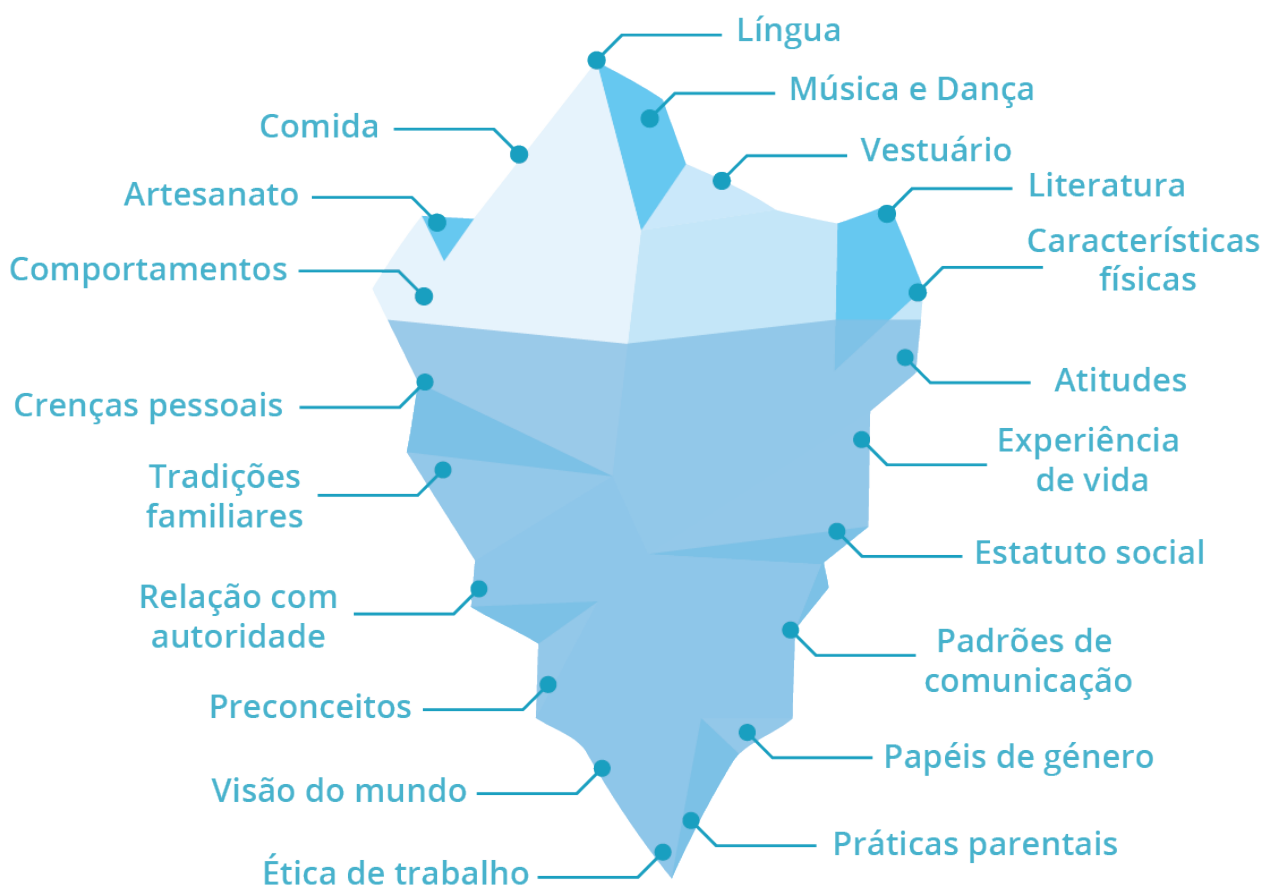 Língua
Música e Dança
Comida
Vestuário
Artesanato
Literatura
Características
físicas
Comportamentos
Atitudes
Crenças pessoais
Experiência
de vida
Tradições
familiares
Estatuto social
Relação com
autoridade
Padrões de
comunicação
Preconceitos
Papéis de género
Visão do mundo
Práticas parentais
Ética de trabalho